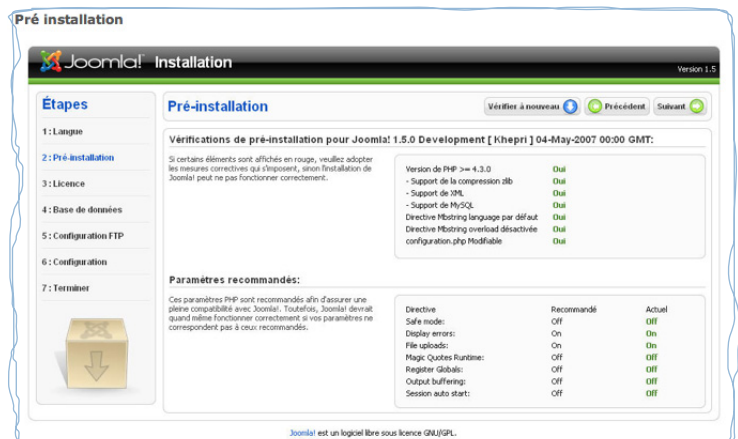 Pré installation
Joomla! Installation
Version 1.5
Étapes
1 : Langue
2 : Pré-installation
3 : Licence
4 : Base de données
5 : Configuration FTP
6 : Configuration
7 : Terminer
Pré-installation
Vérifier à nouveau
Précédent
Suivant
Vérifications de pré-installation pour Joomla! 1.5.0 Development [ Khepri ] 04-May-2007 00:00 GMT:
Si certains éléments sont affichés en rouge, veuillez adopter
les mesures correctives qui s'imposent, sinon l'installation de
Joomla! peut ne pas fonctionner correctement.
Version de PHP >= 4.3.0 Oui
- Support de la compression zlib Oui
- Support de XML Oui
- Support de MySQL Oui
Directive Mbstring language par défaut Oui
Directive Mbstring overload désactivée Oui
configuration.php Modifiable Oui
Paramètres recommandés:
Ces paramètres PHP sont recommandés afin d'assurer une
pleine compatibilité avec Joomla!. Toutefois, Joomla! devrait
quand même fonctionner correctement si vos paramètres ne
correspondent pas à ceux recommandés.
Directive Recommandé Actuel
Safe mode: Off Off
Display errors: On On
File uploads: On On
Magic Quotes Runtime: Off Off
Register Globals: Off Off
Output buffering: Off Off
Session auto start: Off Off
Joomla! est un logiciel libre sous licence GNU/GPL.